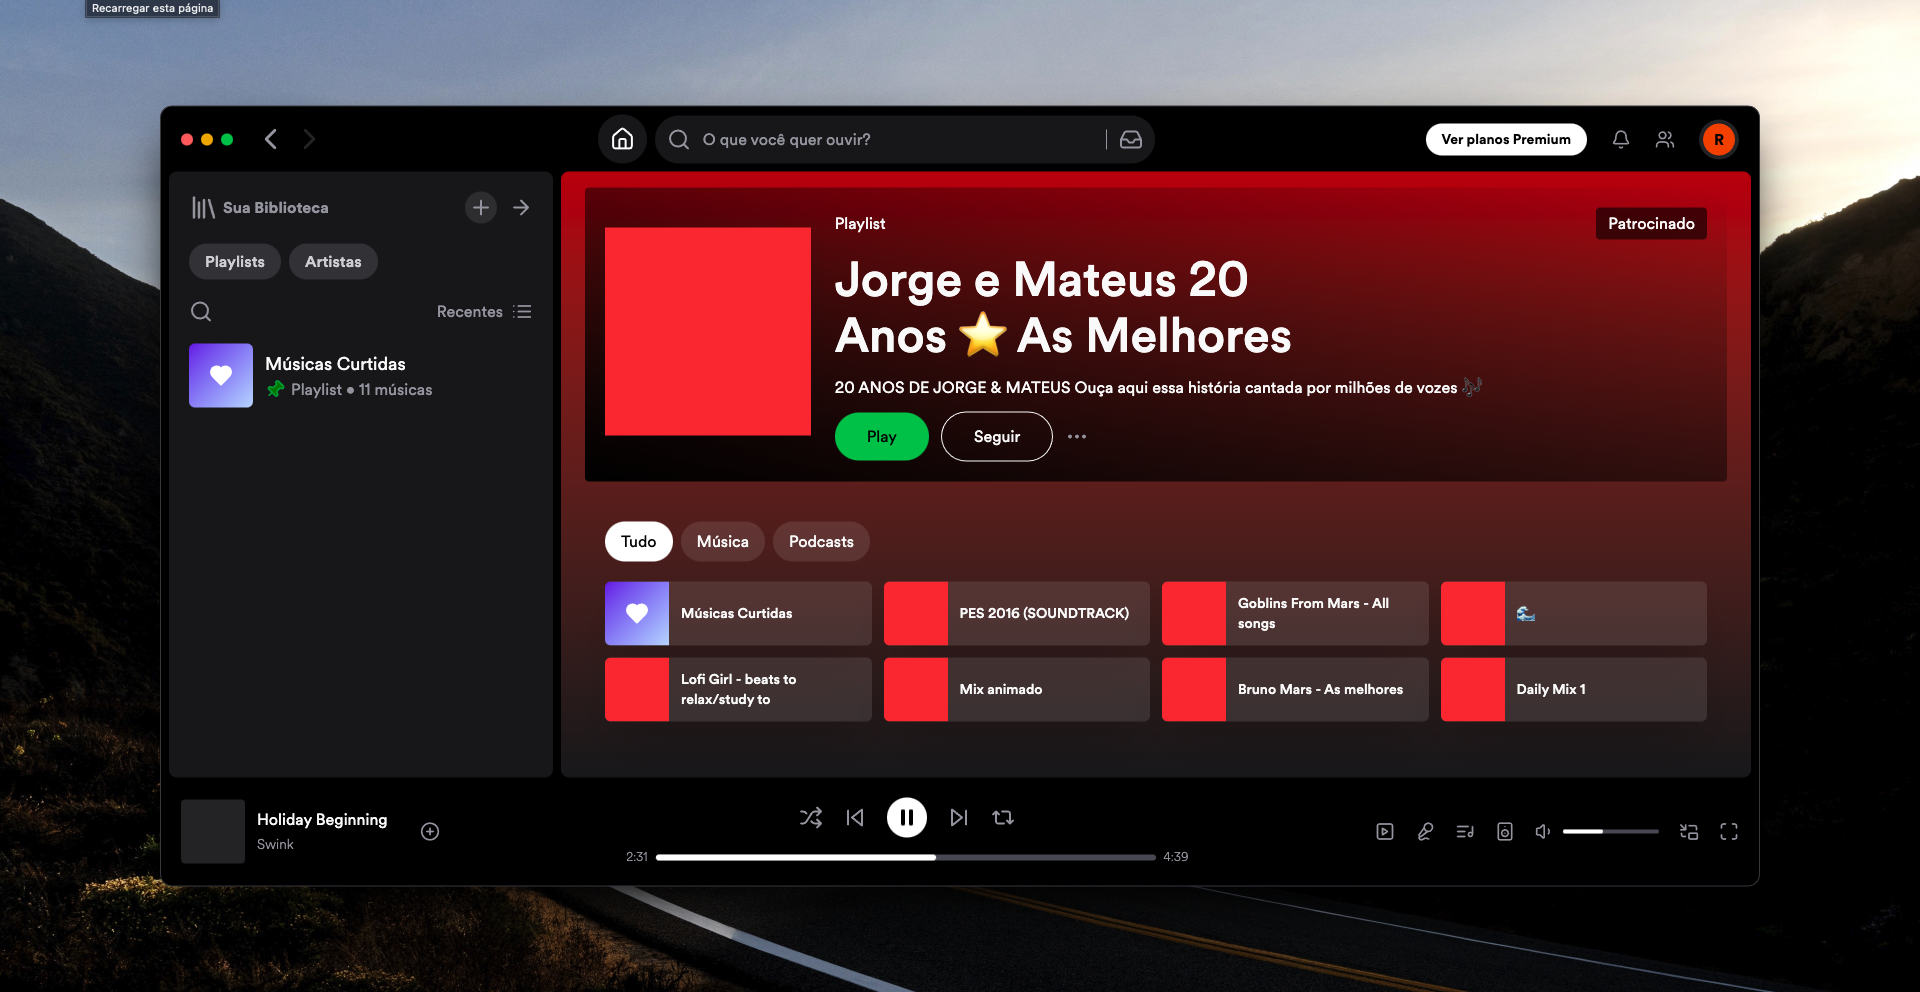 Recarregar esta página
O que você quer ouvir?
Ver planos Premium
R
Sua Biblioteca
Playlists
Artistas
Recentes
Músicas Curtidas
Playlist • 11 músicas
Playlist
Patrocinado
Jorge e Mateus 20
Anos ⭐ As Melhores
20 ANOS DE JORGE & MATEUS Ouça aqui essa história cantada por milhões de vozes 🎶
Play
Seguir
Tudo
Música
Podcasts
Músicas Curtidas
PES 2016 (SOUNDTRACK)
Goblins From Mars - All
songs
🌊
Lofi Girl - beats to
relax/study to
Mix animado
Bruno Mars - As melhores
Daily Mix 1
Holiday Beginning
Swink
2:31
4:39